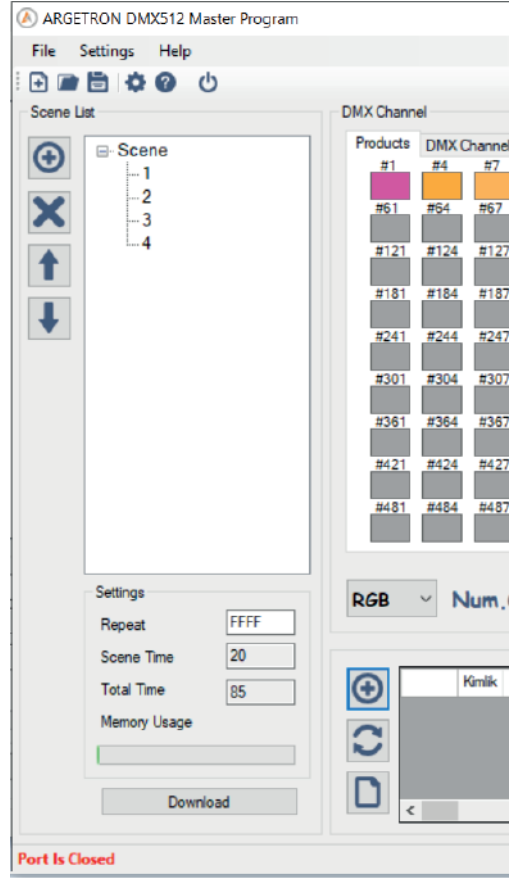 ARGETRON DMX512 Master Program
File Settings Help
Scene List
Scene
1
2
3
4
Settings
Repeat FFFF
Scene Time 20
Total Time 85
Memory Usage
Download
DMX Channel
Products DMX Channel
#1 #4 #7
#61 #64 #67
#121 #124 #127
#181 #184 #187
#241 #244 #247
#301 #304 #307
#361 #364 #367
#421 #424 #427
#481 #484 #487
RGB Num.
Kimlik
Port Is Closed